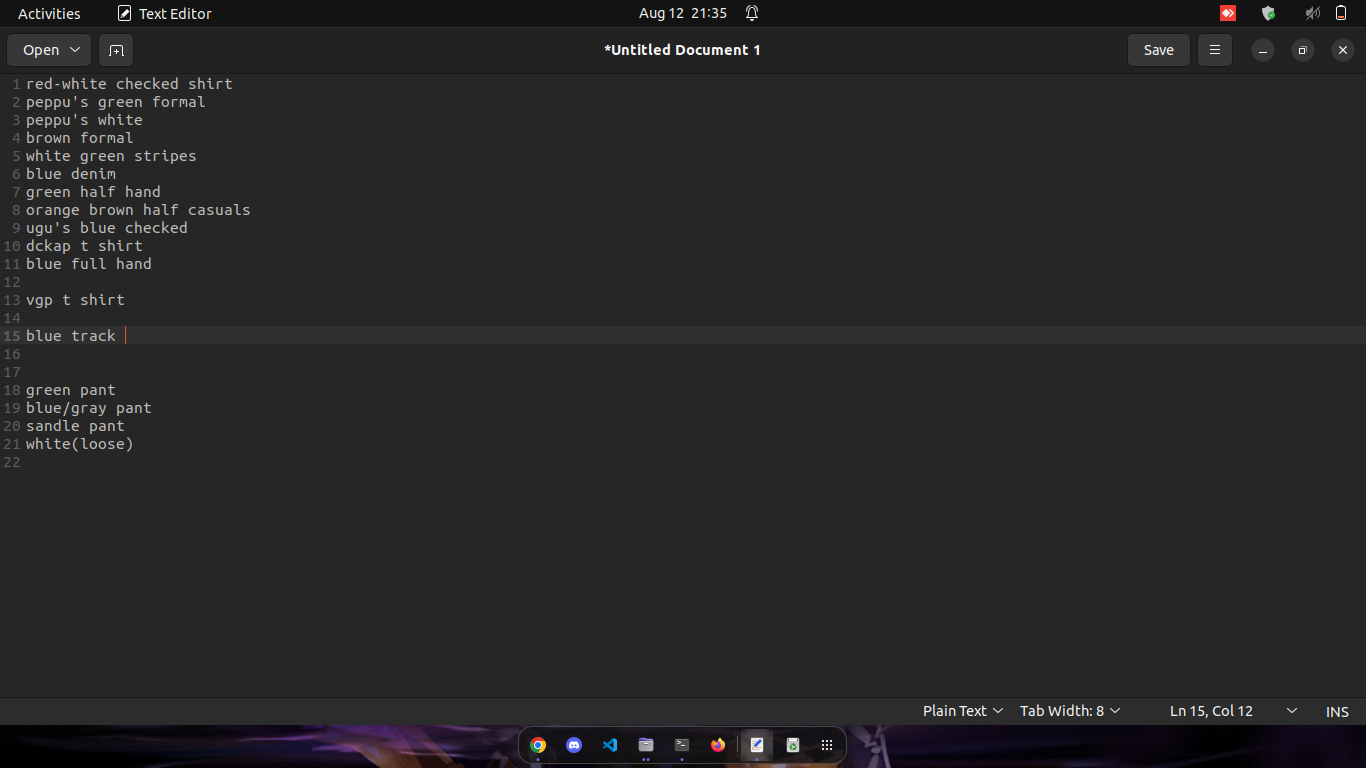 Activities
Text Editor
Aug 12 21:35
Open
*Untitled Document 1
Save
1 red-white checked shirt
2 peppu's green formal
3 peppu's white
4 brown formal
5 white green stripes
6 blue denim
7 green half hand
8 orange brown half casuals
9 ugu's blue checked
10 dckap t shirt
11 blue full hand
12
13 vgp t shirt
14
15 blue track
16
17
18 green pant
19 blue/gray pant
20 sandle pant
21 white(loose)
22
Plain Text
Tab Width: 8
Ln 15, Col 12
INS